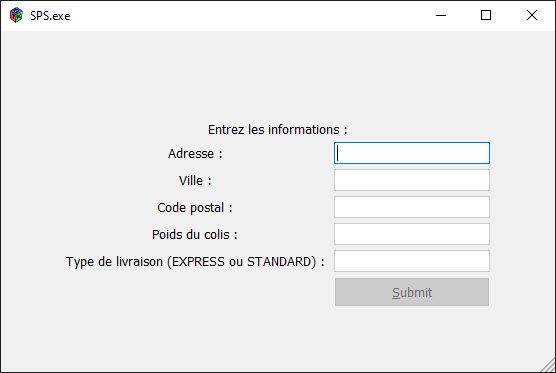 SPS.exe
Entrez les informations :
Adresse :
Ville :
Code postal :
Poids du colis :
Type de livraison (EXPRESS ou STANDARD) :
Submit